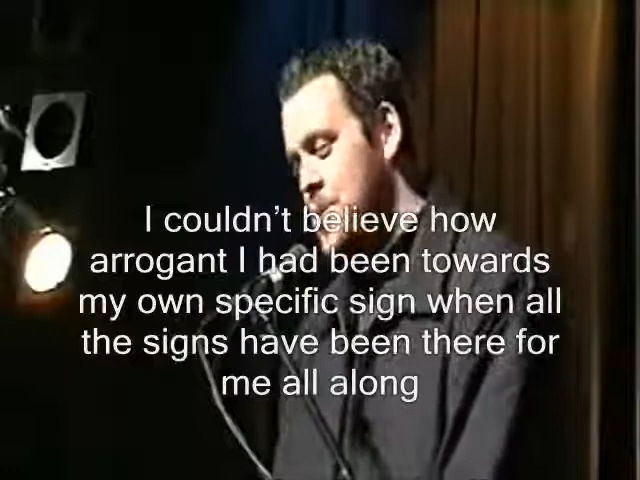 I couldn't believe how
arrogant I had been towards
my own specific sign when all
the signs have been there for
me all along